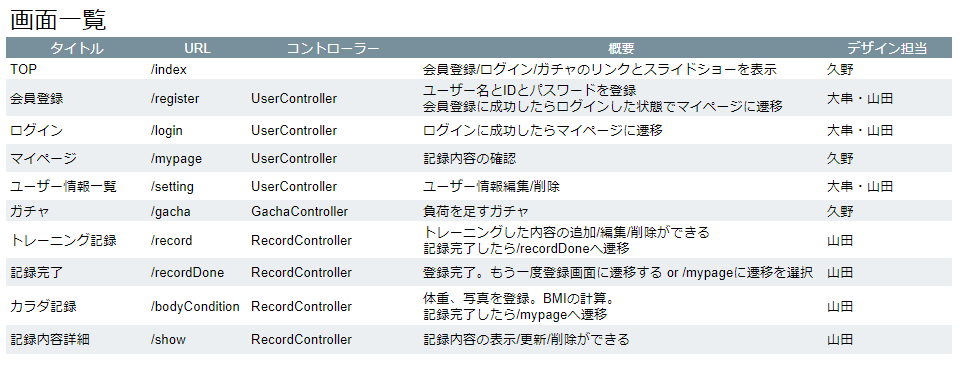 画面一覧
タイトル URL コントローラー 概要 デザイン担当
TOP /index 会員登録/ログイン/ガチャのリンクとスライドショーを表示 久野
会員登録 /register UserController ユーザー名とIDとパスワードを登録 大串・山田
会員登録に成功したらログインした状態でマイページに遷移
ログイン /login UserController ログインに成功したらマイページに遷移 大串・山田
マイページ /mypage UserController 記録内容の確認 久野
ユーザー情報一覧 /setting UserController ユーザー情報編集/削除 大串・山田
ガチャ /gacha GachaController 負荷を足すガチャ 久野
トレーニング記録 /record RecordController トレーニングした内容の追加/編集/削除ができる 山田
記録完了したら/recordDoneへ遷移
記録完了 /recordDone RecordController 登録完了。もう一度登録画面に遷移する or /mypageに遷移を選択 山田
カラダ記録 /bodyCondition RecordController 体重、写真を登録。BMIの計算。 山田
記録完了したら/mypageへ遷移
記録内容詳細 /show RecordController 記録内容の表示/更新/削除ができる 山田